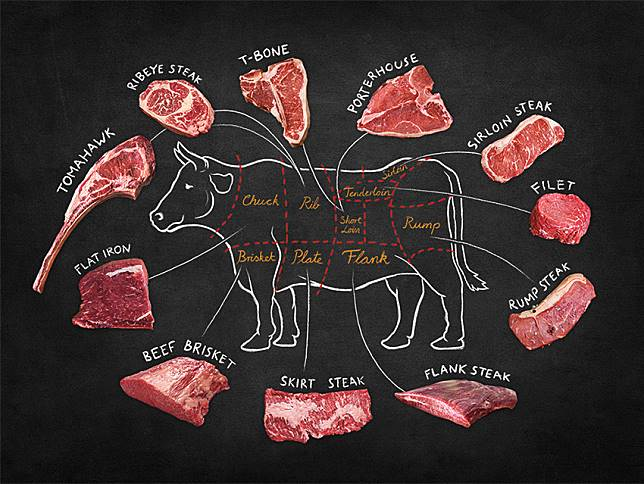 T-BONE
RIBEYE STEAK
PORTERHOUSE
SIRLOIN STEAK
TOMAHAWK
FILET
Sirloin
Tenderloin
Chuck
Rib
Short
Loin
Rump
FLAT IRON
Brisket
Plate
Flank
RUMP STEAK
BEEF BRISKET
SKIRT STEAK
FLANK STEAK